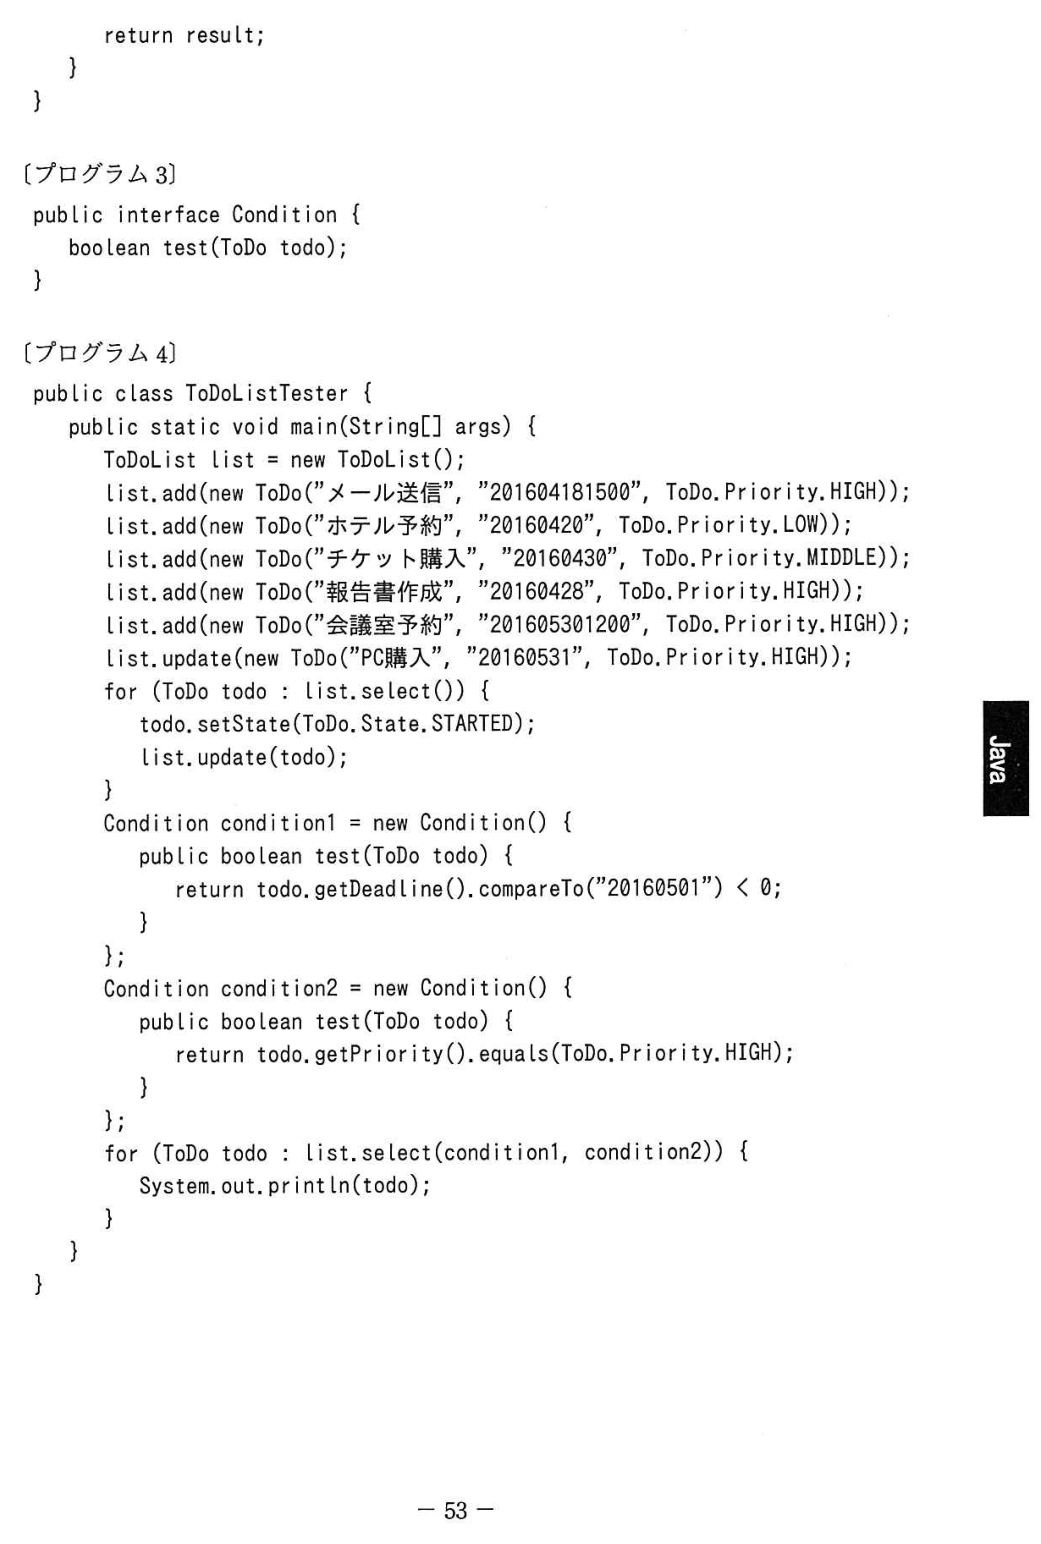 return result;
}
}
〔プログラム 3〕
public interface Condition {
boolean test(ToDo todo);
}
〔プログラム 4〕
public class ToDoListTester {
public static void main(String[] args) {
ToDoList list = new ToDoList();
list.add(new ToDo("メール送信", "201604181500", ToDo.Priority.HIGH));
list.add(new ToDo("ホテル予約", "20160420", ToDo.Priority.LOW));
list.add(new ToDo("チケット購入", "20160430", ToDo.Priority.MIDDLE));
list.add(new ToDo("報告書作成", "20160428", ToDo.Priority.HIGH));
list.add(new ToDo("会議室予約", "201605301200", ToDo.Priority.HIGH));
list.update(new ToDo("PC購入", "20160531", ToDo.Priority.HIGH));
for (ToDo todo : list.select()) {
todo.setState(ToDo.State.STARTED);
list.update(todo);
}
Condition condition1 = new Condition() {
public boolean test(ToDo todo) {
return todo.getDeadline().compareTo("20160501") < 0;
}
};
Condition condition2 = new Condition() {
public boolean test(ToDo todo) {
return todo.getPriority().equals(ToDo.Priority.HIGH);
}
};
for (ToDo todo : list.select(condition1, condition2)) {
System.out.println(todo);
}
}
}
Java
— 53 —